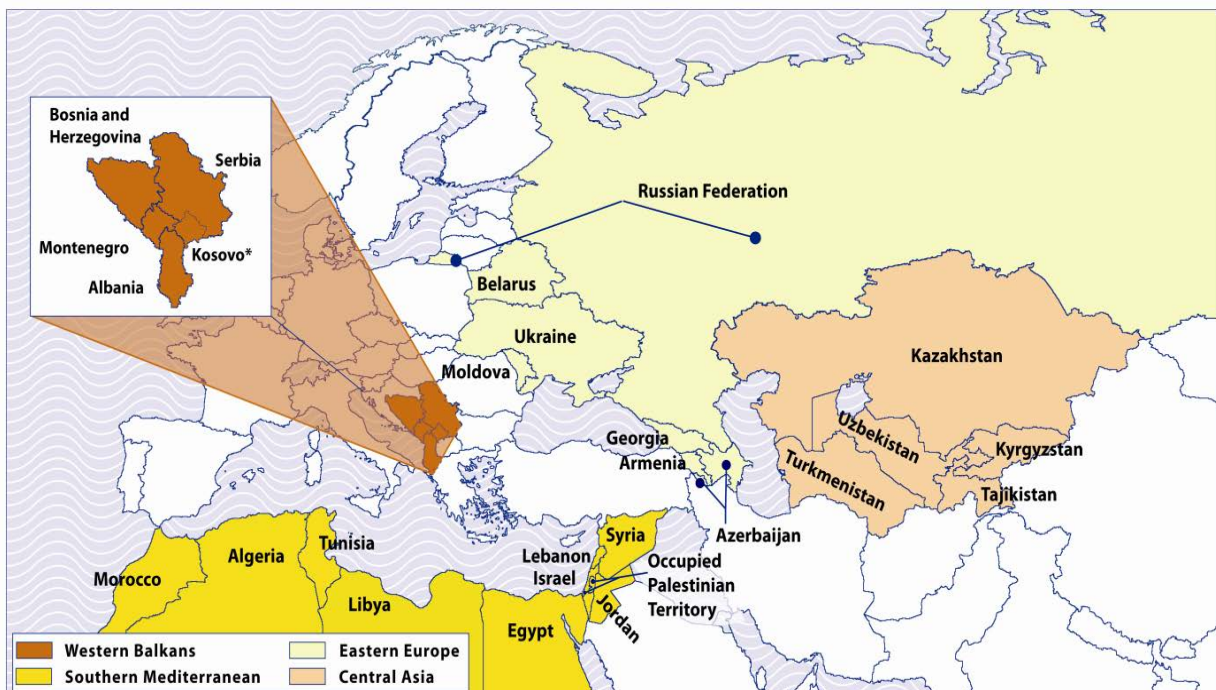 Bosnia and
Herzegovina
Serbia
Montenegro
Kosovo*
Albania
Russian Federation
Belarus
Ukraine
Moldova
Kazakhstan
Georgia
Armenia
Uzbekistan
Kyrgyzstan
Turkmenistan
Tajikistan
Azerbaijan
Syria
Tunisia
Algeria
Lebanon
Israel
Occupied
Palestinian
Territory
Morocco
Libya
Egypt
Jordan
Western Balkans
Eastern Europe
Southern Mediterranean
Central Asia